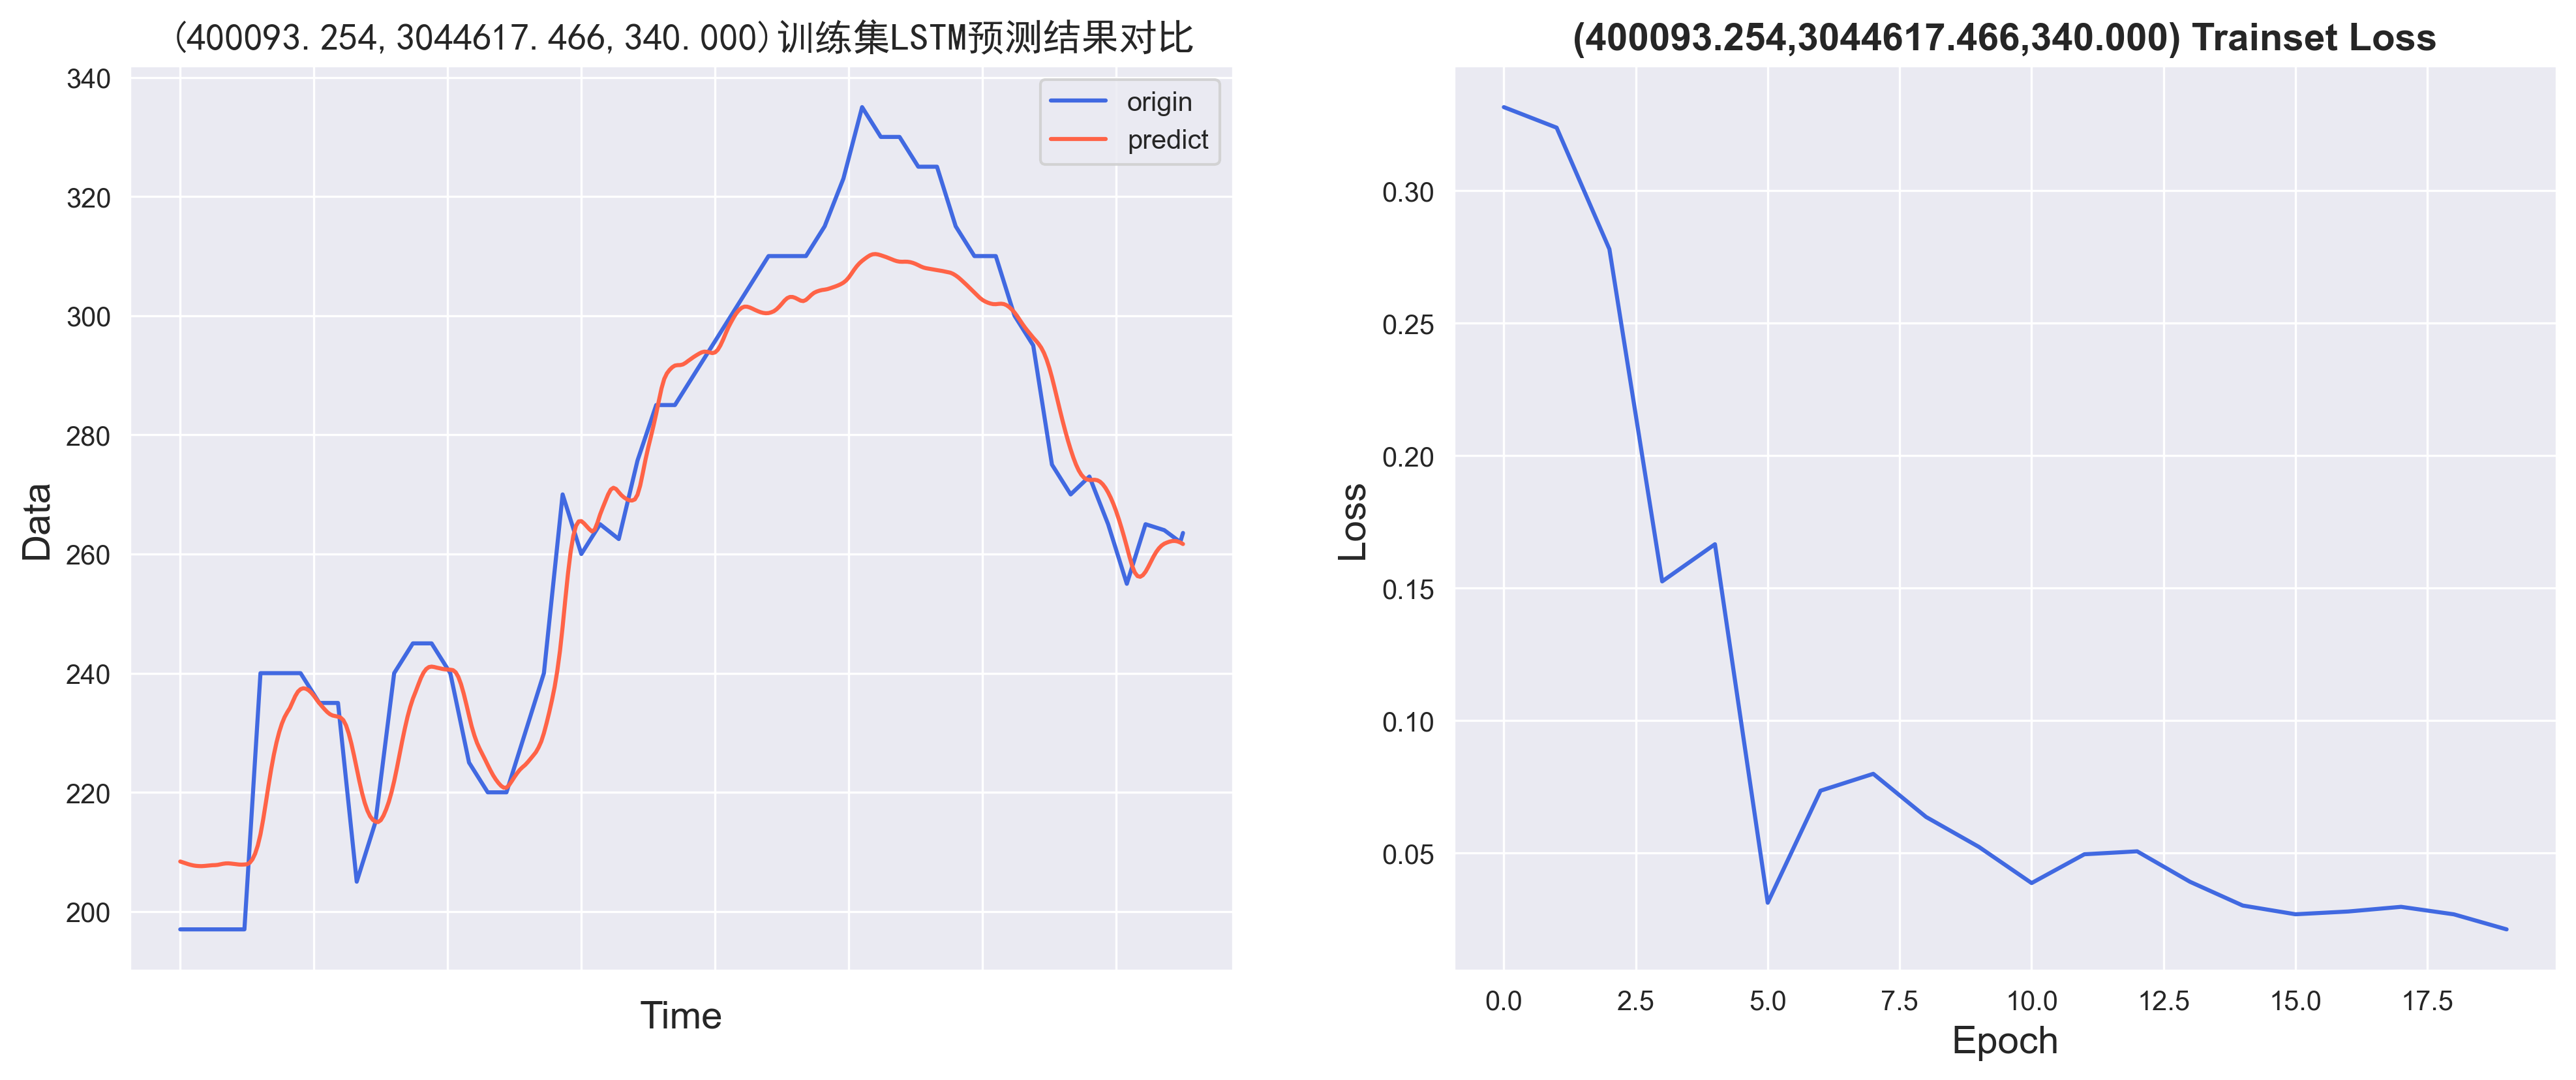 (400093.254,3044617.466,340.000)训练集LSTM预测结果对比
340
320
300
280
260
240
220
200
Data
Time
origin
predict
(400093.254,3044617.466,340.000) Trainset Loss
0.30
0.25
0.20
0.15
0.10
0.05
Loss
0.0 2.5 5.0 7.5 10.0 12.5 15.0 17.5
Epoch